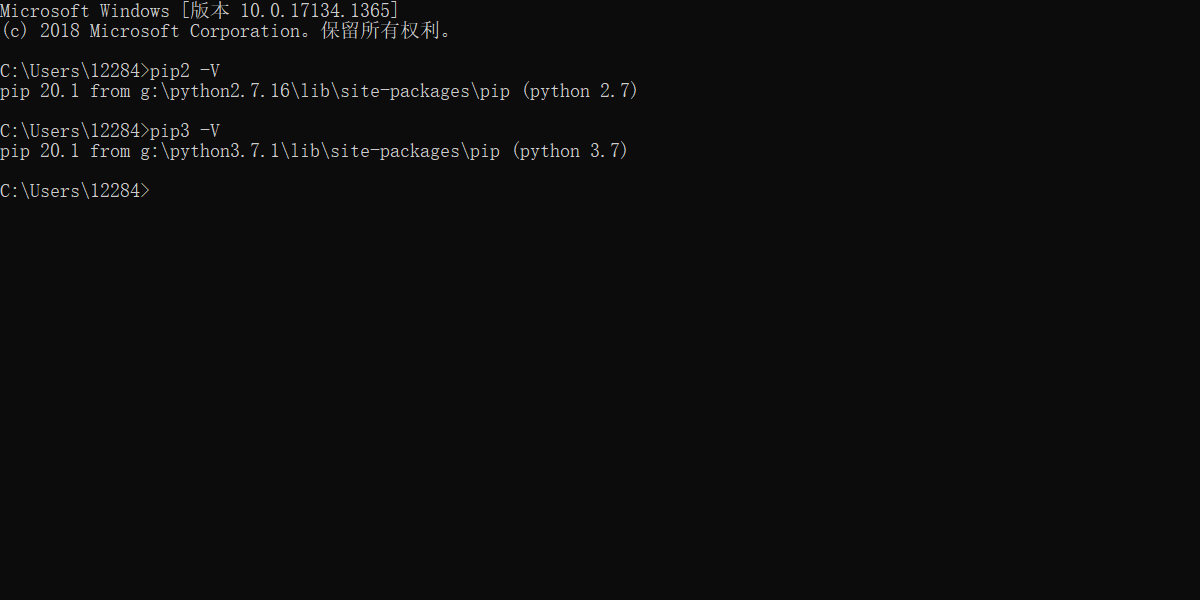 Microsoft Windows [版本 10.0.17134.1365]
(c) 2018 Microsoft Corporation。保留所有权利。
C:\Users\12284>pip2 -V
pip 20.1 from g:\python2.7.16\lib\site-packages\pip (python 2.7)
C:\Users\12284>pip3 -V
pip 20.1 from g:\python3.7.1\lib\site-packages\pip (python 3.7)
C:\Users\12284>